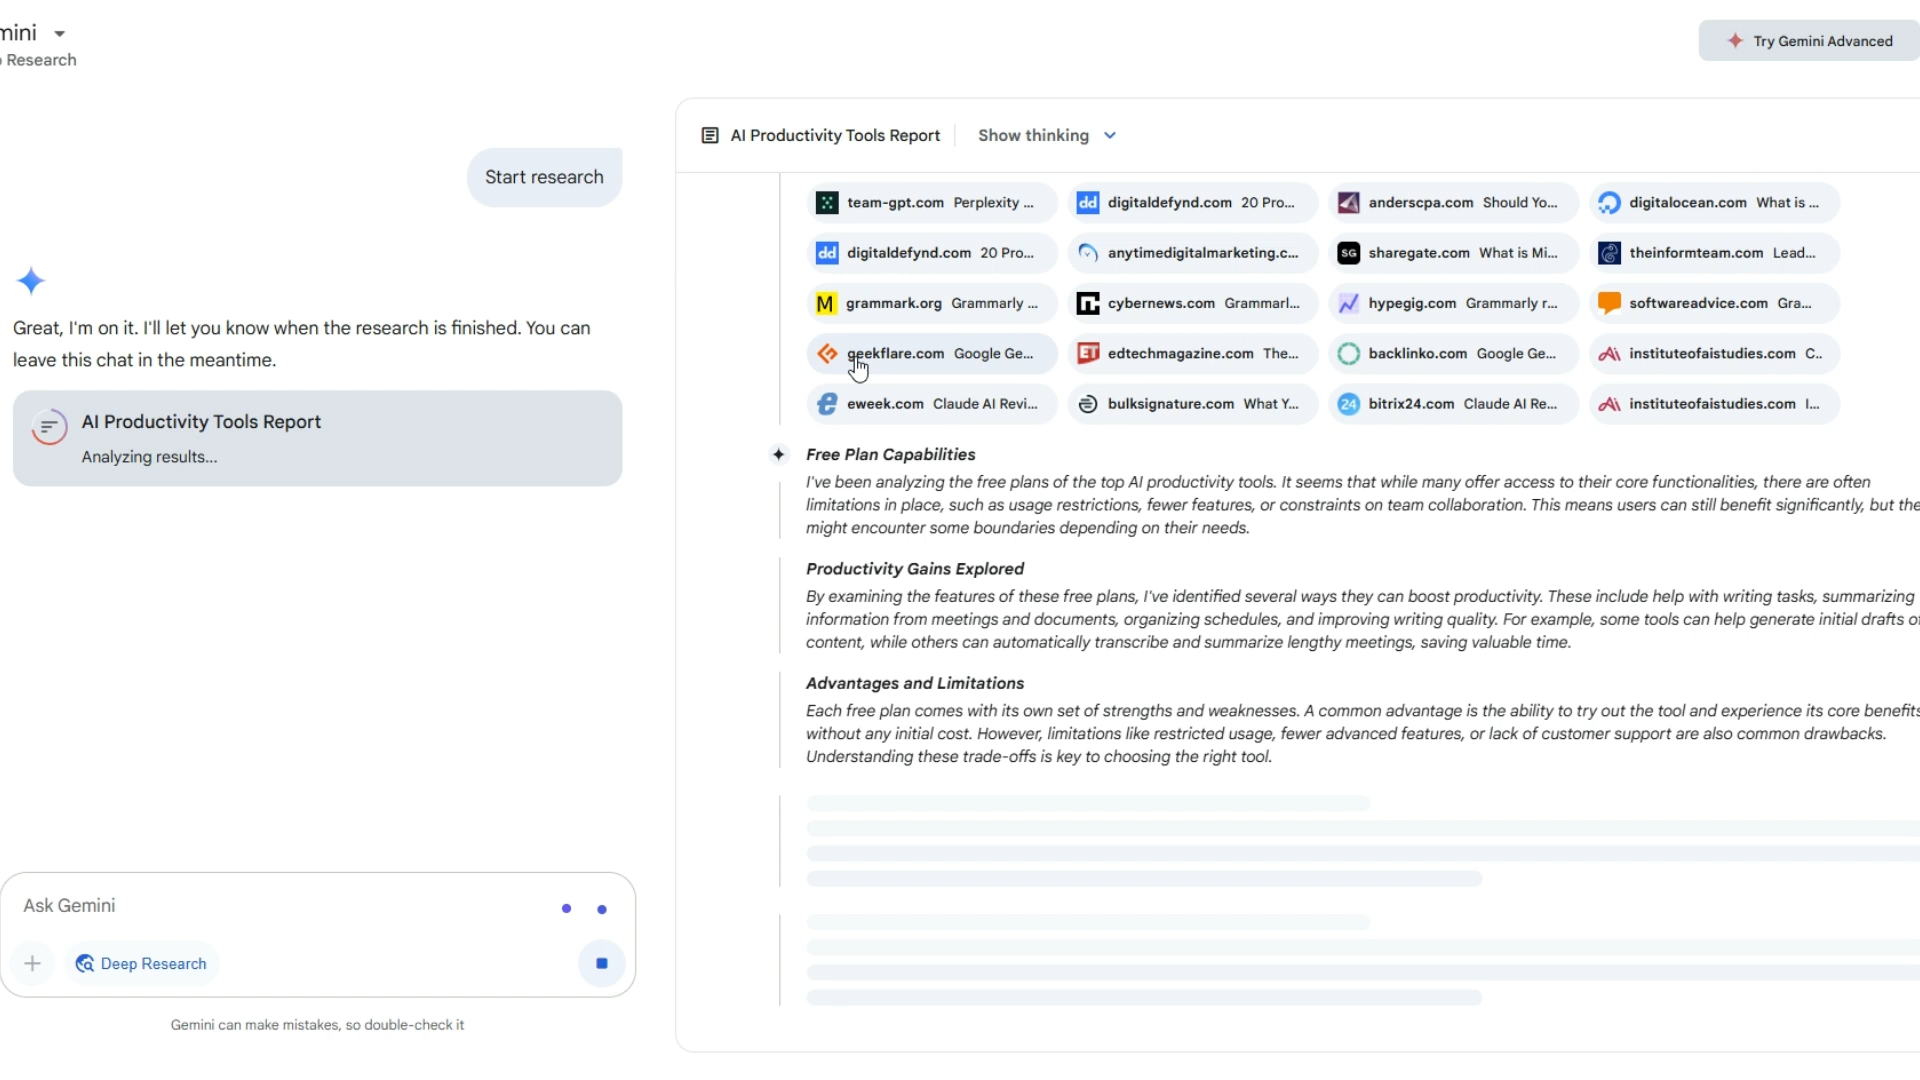 mini
Research
Try Gemini Advanced
Start research
Great, I'm on it. I'll let you know when the research is finished. You can
leave this chat in the meantime.
AI Productivity Tools Report
Analyzing results...
Ask Gemini
Deep Research
Gemini can make mistakes, so double-check it
AI Productivity Tools Report Show thinking
team-gpt.com Perplexity ... digitaldefynd.com 20 Pro... anderscpa.com Should Yo... digitalocean.com What is ...
digitaldefynd.com 20 Pro... anytimedigitalmarketing.c... SG sharegate.com What is Mi... theinformteam.com Lead...
grammark.org Grammarly ... cybernews.com Grammarl... hypegig.com Grammarly r... softwareadvice.com Gra...
geekflare.com Google Ge... ET edtechmagazine.com The... backlinko.com Google Ge... instituteofaistudies.com C..
eweek.com Claude AI Revi... bulksignature.com What Y... 24 bitrix24.com Claude AI Re... instituteofaistudies.com I...
Free Plan Capabilities
I've been analyzing the free plans of the top AI productivity tools. It seems that while many offer access to their core functionalities, there are often
limitations in place, such as usage restrictions, fewer features, or constraints on team collaboration. This means users can still benefit significantly, but the
might encounter some boundaries depending on their needs.
Productivity Gains Explored
By examining the features of these free plans, I've identified several ways they can boost productivity. These include help with writing tasks, summarizing
information from meetings and documents, organizing schedules, and improving writing quality. For example, some tools can help generate initial drafts of
content, while others can automatically transcribe and summarize lengthy meetings, saving valuable time.
Advantages and Limitations
Each free plan comes with its own set of strengths and weaknesses. A common advantage is the ability to try out the tool and experience its core benefits
without any initial cost. However, limitations like restricted usage, fewer advanced features, or lack of customer support are also common drawbacks.
Understanding these trade-offs is key to choosing the right tool.